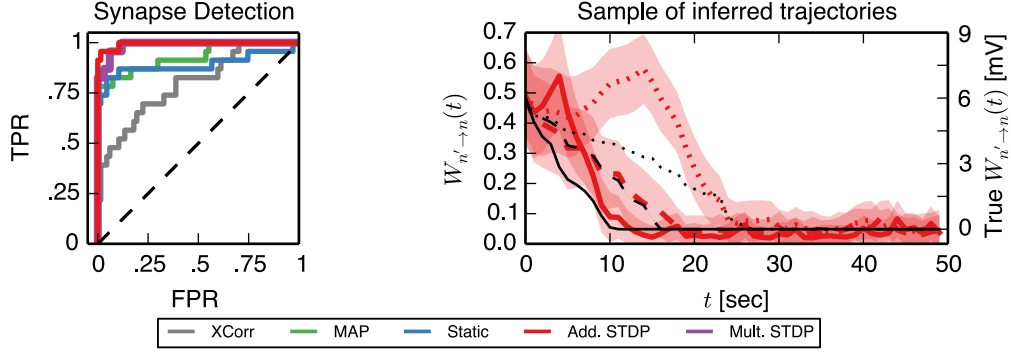 Synapse Detection
1
.75
.5
.25
0
TPR
0
.25
.5
.75
1
FPR
Sample of inferred trajectories
0.7
0.6
0.5
0.4
0.3
0.2
0.1
0.0
W_{n'→n}(t)
9
6
3
0
True W_{n'→n}(t) [mV]
0
10
20
30
40
50
t [sec]
XCorr
MAP
Static
Add. STDP
Mult. STDP